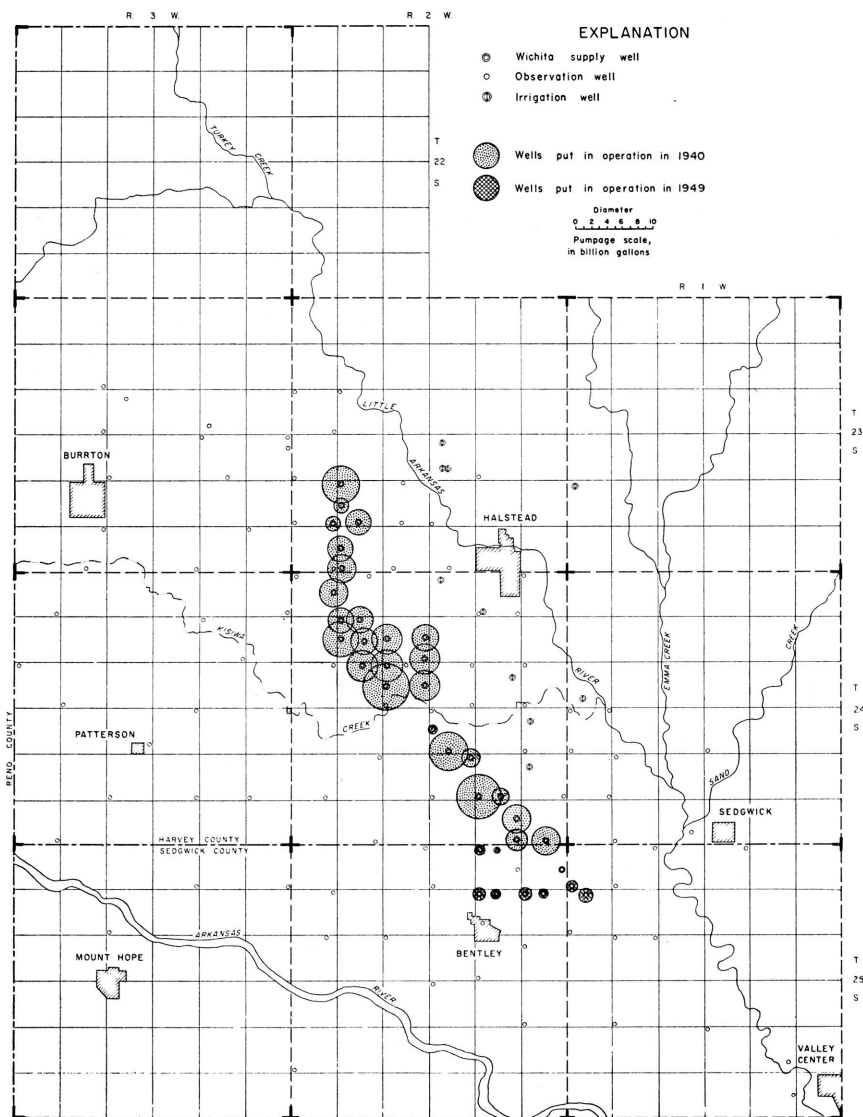 R. 3 W.
R. 2 W.
EXPLANATION
Wichita supply well
Observation well
Irrigation well
T
22
S
Wells put in operation in 1940
Wells put in operation in 1949
Diameter
0 2 4 6 8 10
Pumpage scale,
in billion gallons
TURKEY
CREEK
R I W
LITTLE
ARKANSAS
T
23
S
BURRTON
HALSTEAD
KISIWA
CREEK
RIVER
EMMA CREEK
CREEK
SAND
T
24
S
RENO COUNTY
PATTERSON
SEDGWICK
HARVEY COUNTY
SEDGWICK COUNTY
ARKANSAS
RIVER
MOUNT HOPE
BENTLEY
T
25
S
VALLEY
CENTER